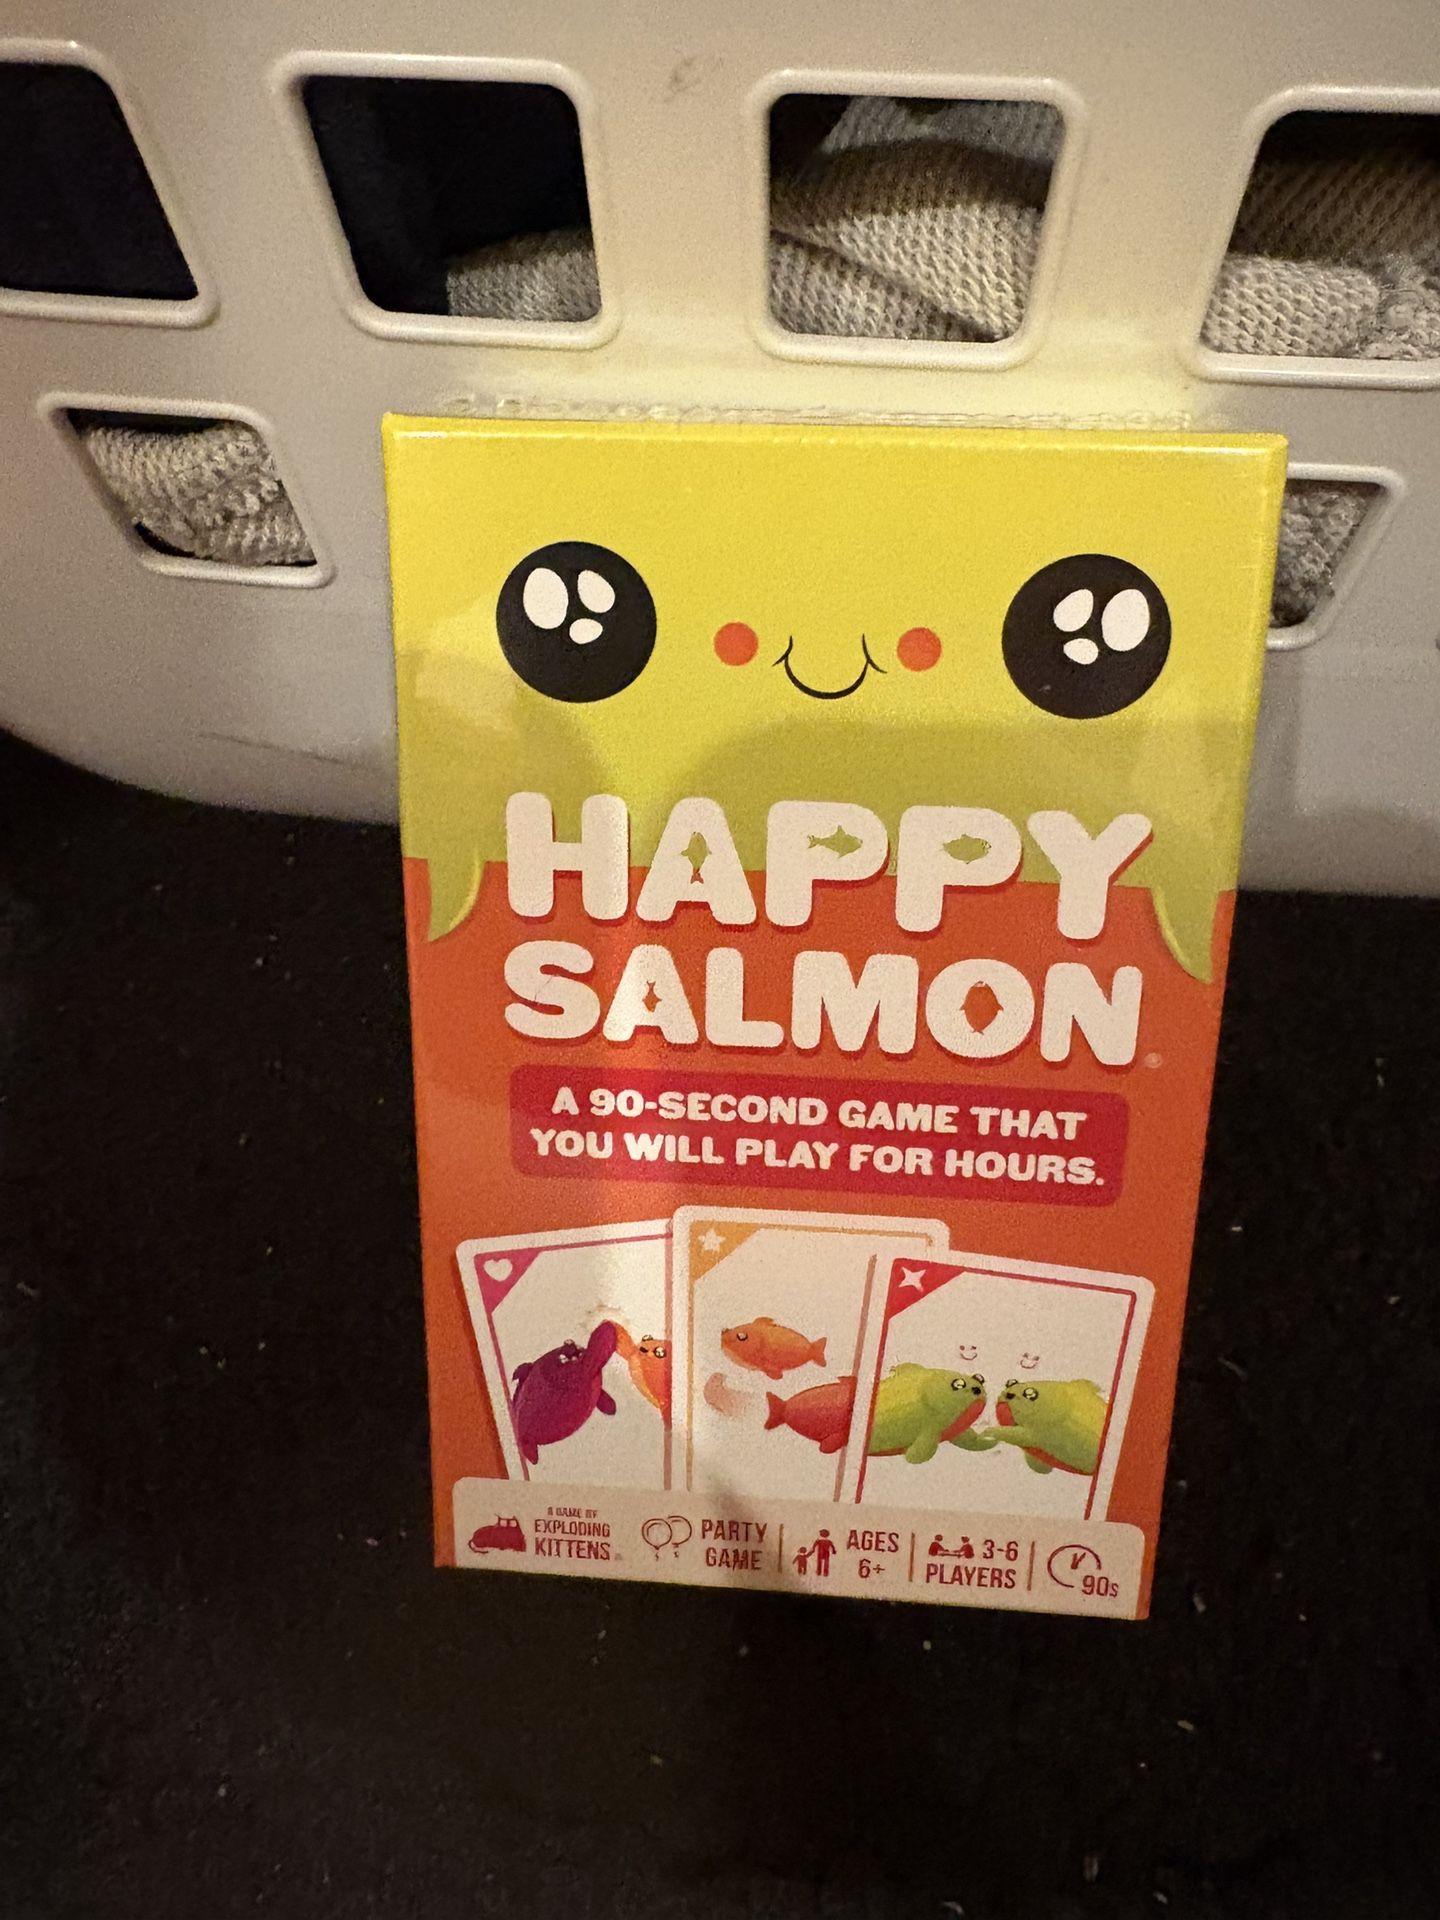 HAPPY
SALMON
A 90-SECOND GAME THAT
YOU WILL PLAY FOR HOURS.
A GAME BY
EXPLODING
KITTENS
PARTY
GAME
AGES
6+
3-6
PLAYERS
90s